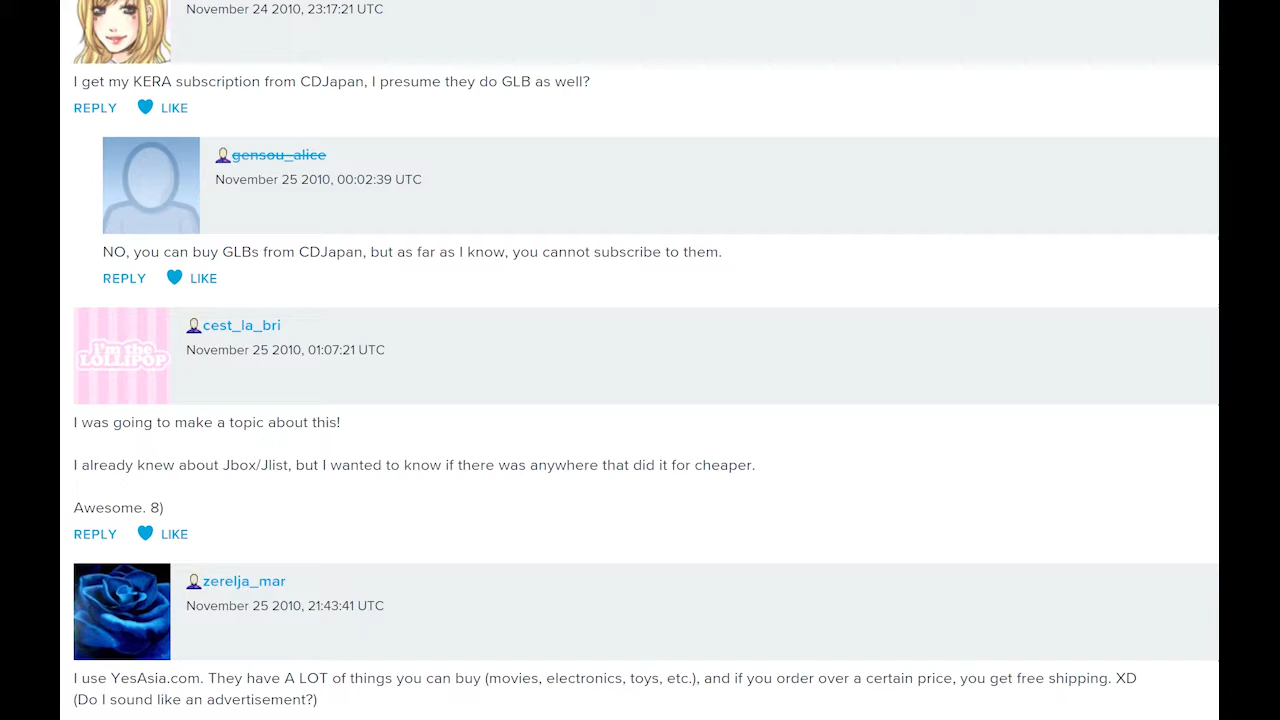 November 24 2010, 23:17:21 UTC
I get my KERA subscription from CDJapan, I presume they do GLB as well?
REPLY LIKE
gensou_alice
November 25 2010, 00:02:39 UTC
NO, you can buy GLBs from CDJapan, but as far as I know, you cannot subscribe to them.
REPLY LIKE
I'm the
LOLLIPOP
cest_la_bri
November 25 2010, 01:07:21 UTC
I was going to make a topic about this!
I already knew about Jbox/Jlist, but I wanted to know if there was anywhere that did it for cheaper.
Awesome. 8)
REPLY LIKE
zerelja_mar
November 25 2010, 21:43:41 UTC
I use YesAsia.com. They have A LOT of things you can buy (movies, electronics, toys, etc.), and if you order over a certain price, you get free shipping. XD
(Do I sound like an advertisement?)